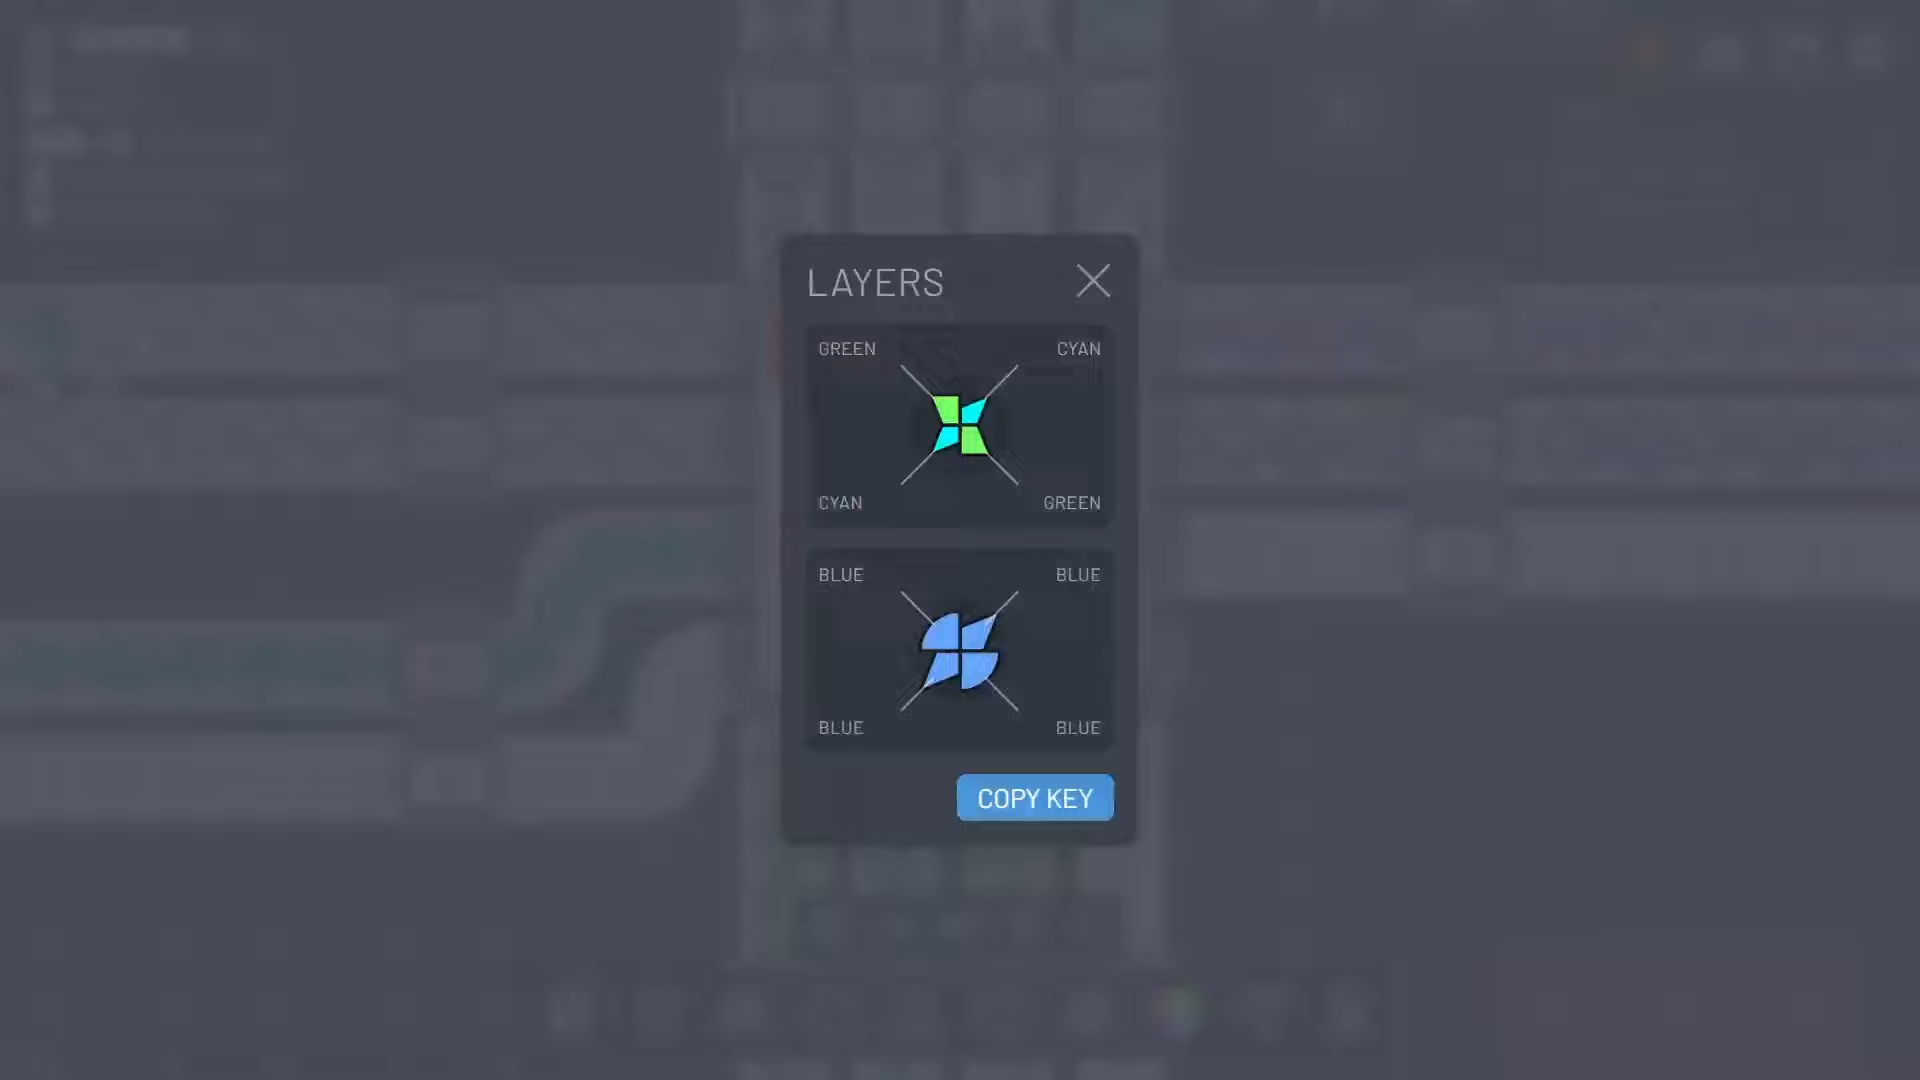 LAYERS
GREEN CYAN
CYAN GREEN
BLUE BLUE
BLUE BLUE
COPY KEY